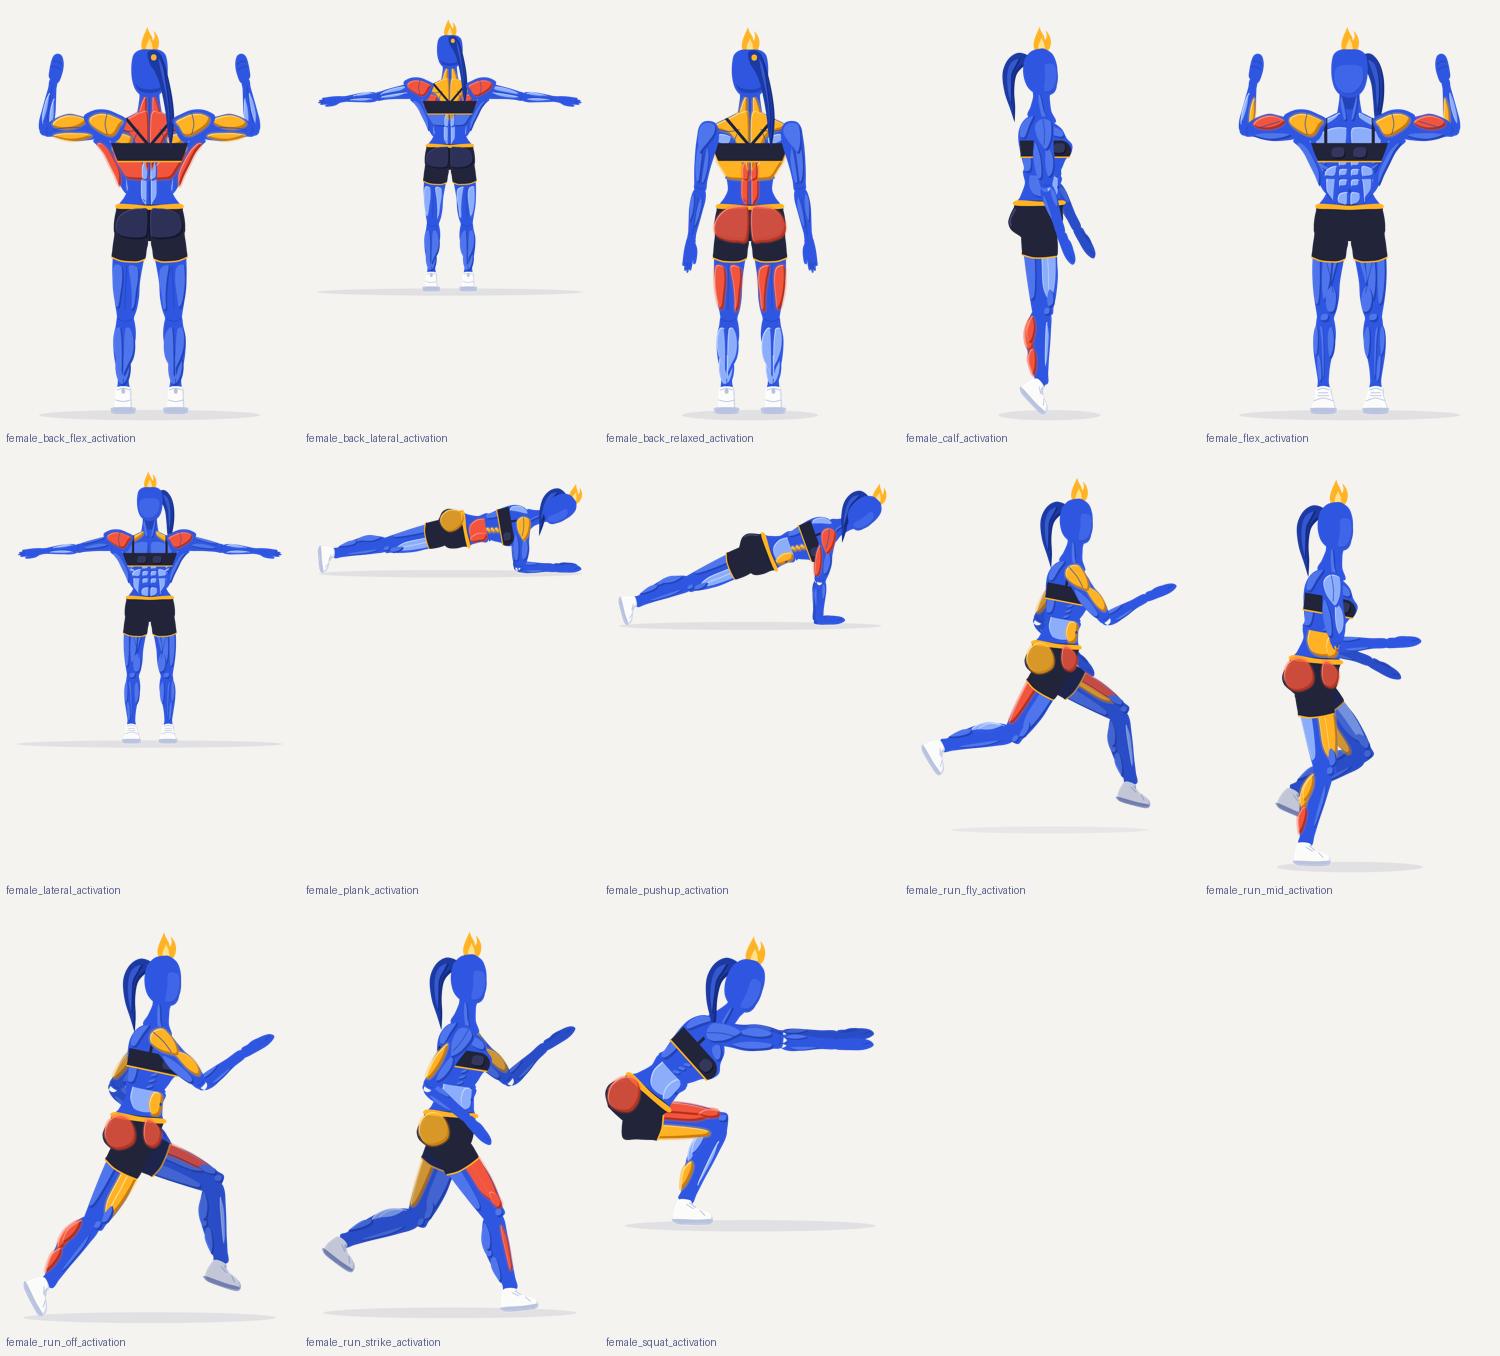 female_back_flex_activation
female_back_lateral_activation
female_back_relaxed_activation
female_calf_activation
female_flex_activation
female_lateral_activation
female_plank_activation
female_pushup_activation
female_run_fly_activation
female_run_mid_activation
female_run_off_activation
female_run_strike_activation
female_squat_activation